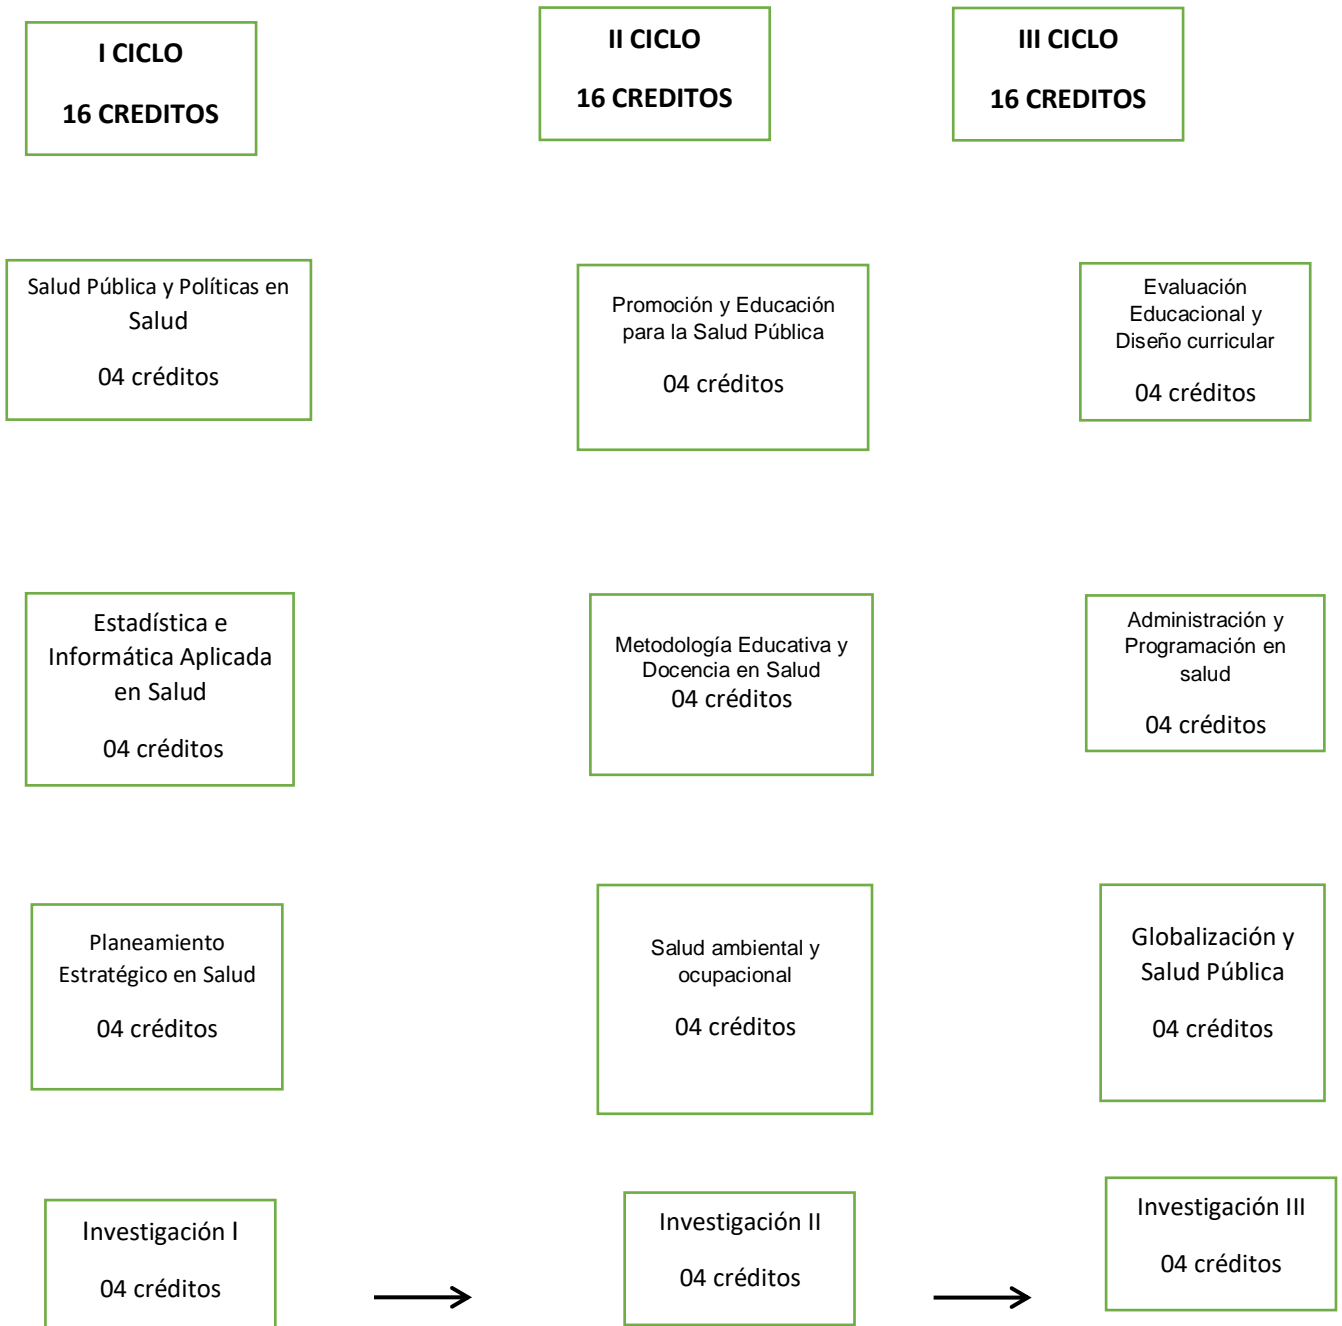 I CICLO
16 CREDITOS
II CICLO
16 CREDITOS
III CICLO
16 CREDITOS
Salud Pública y Políticas en
Salud
04 créditos
Promoción y Educación
para la Salud Pública
04 créditos
Evaluación
Educacional y
Diseño curricular
04 créditos
Estadística e
Informática Aplicada
en Salud
04 créditos
Metodología Educativa y
Docencia en Salud
04 créditos
Administración y
Programación en
salud
04 créditos
Planeamiento
Estratégico en Salud
04 créditos
Salud ambiental y
ocupacional
04 créditos
Globalización y
Salud Pública
04 créditos
Investigación I
04 créditos
Investigación II
04 créditos
Investigación III
04 créditos